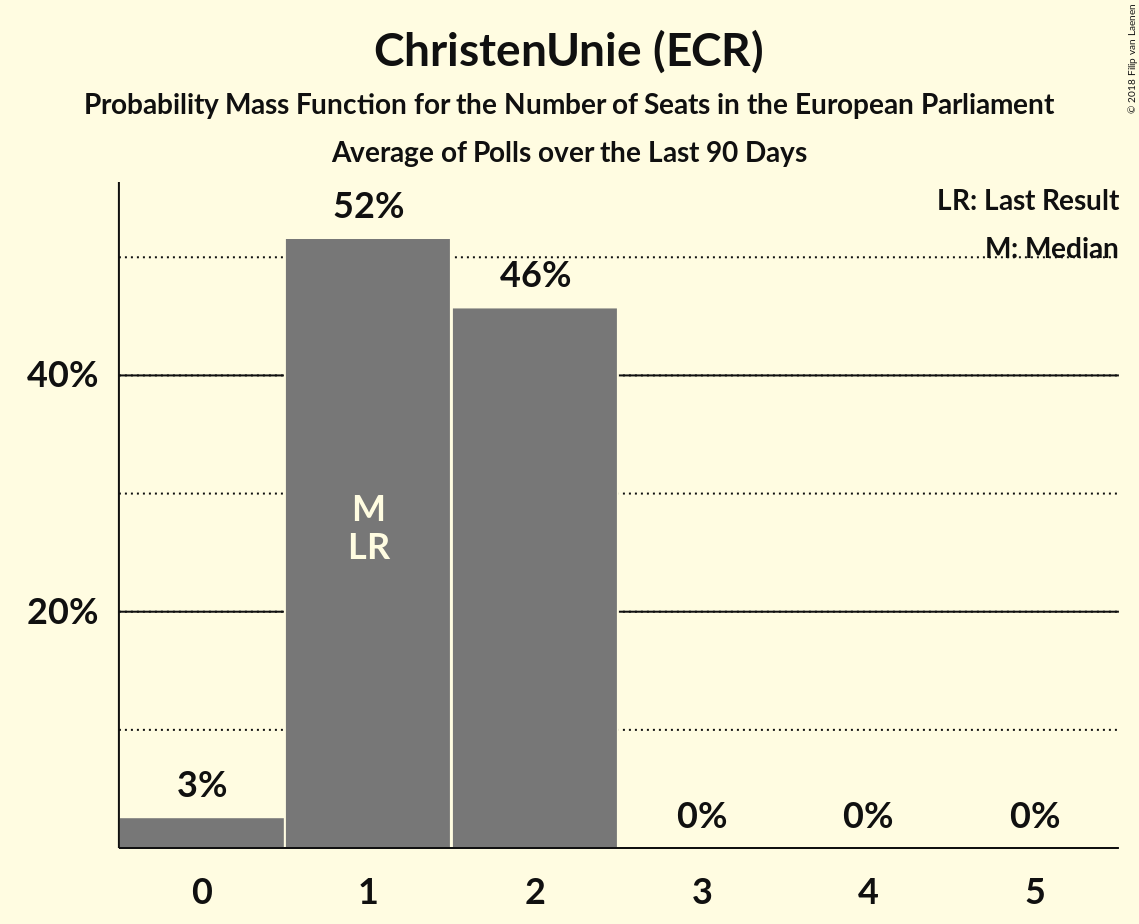 ChristenUnie (ECR)
Probability Mass Function for the Number of Seats in the European Parliament
Average of Polls over the Last 90 Days
© 2018 Filip van Laenen
LR: Last Result
M: Median
52%
46%
40%
M
LR
20%
3%
0%
0%
0%
0
1
2
3
4
5